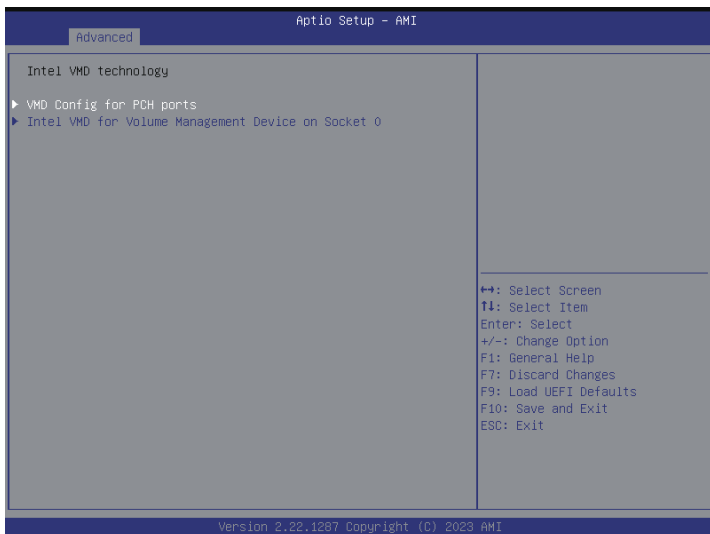 Aptio Setup – AMI
Advanced
Intel VMD technology
VMD Config for PCH ports
Intel VMD for Volume Management Device on Socket 0
↔: Select Screen
↑↓: Select Item
Enter: Select
+/-: Change Option
F1: General Help
F7: Discard Changes
F9: Load UEFI Defaults
F10: Save and Exit
ESC: Exit
Version 2.22.1287 Copyright (C) 2023 AMI